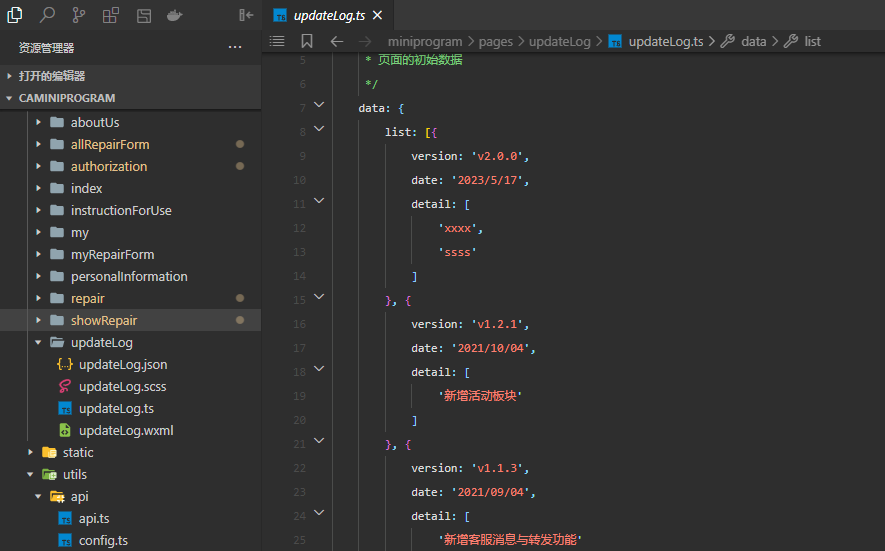 updateLog.ts
资源管理器
miniprogram > pages > updateLog > updateLog.ts > data > list
打开的编辑器
CAMINIPROGRAM
aboutUs
allRepairForm
authorization
index
instructionForUse
my
myRepairForm
personalInformation
repair
showRepair
updateLog
updateLog.json
updateLog.scss
updateLog.ts
updateLog.wxml
static
utils
api
api.ts
config.ts
5 * 页面的初始数据
6 */
7 data: {
8 list: [{
9 version: 'v2.0.0',
10 date: '2023/5/17',
11 detail: [
12 'xxxx',
13 'ssss'
14 ]
15 }, {
16 version: 'v1.2.1',
17 date: '2021/10/04',
18 detail: [
19 '新增活动板块'
20 ]
21 }, {
22 version: 'v1.1.3',
23 date: '2021/09/04',
24 detail: [
25 '新增客服消息与转发功能'